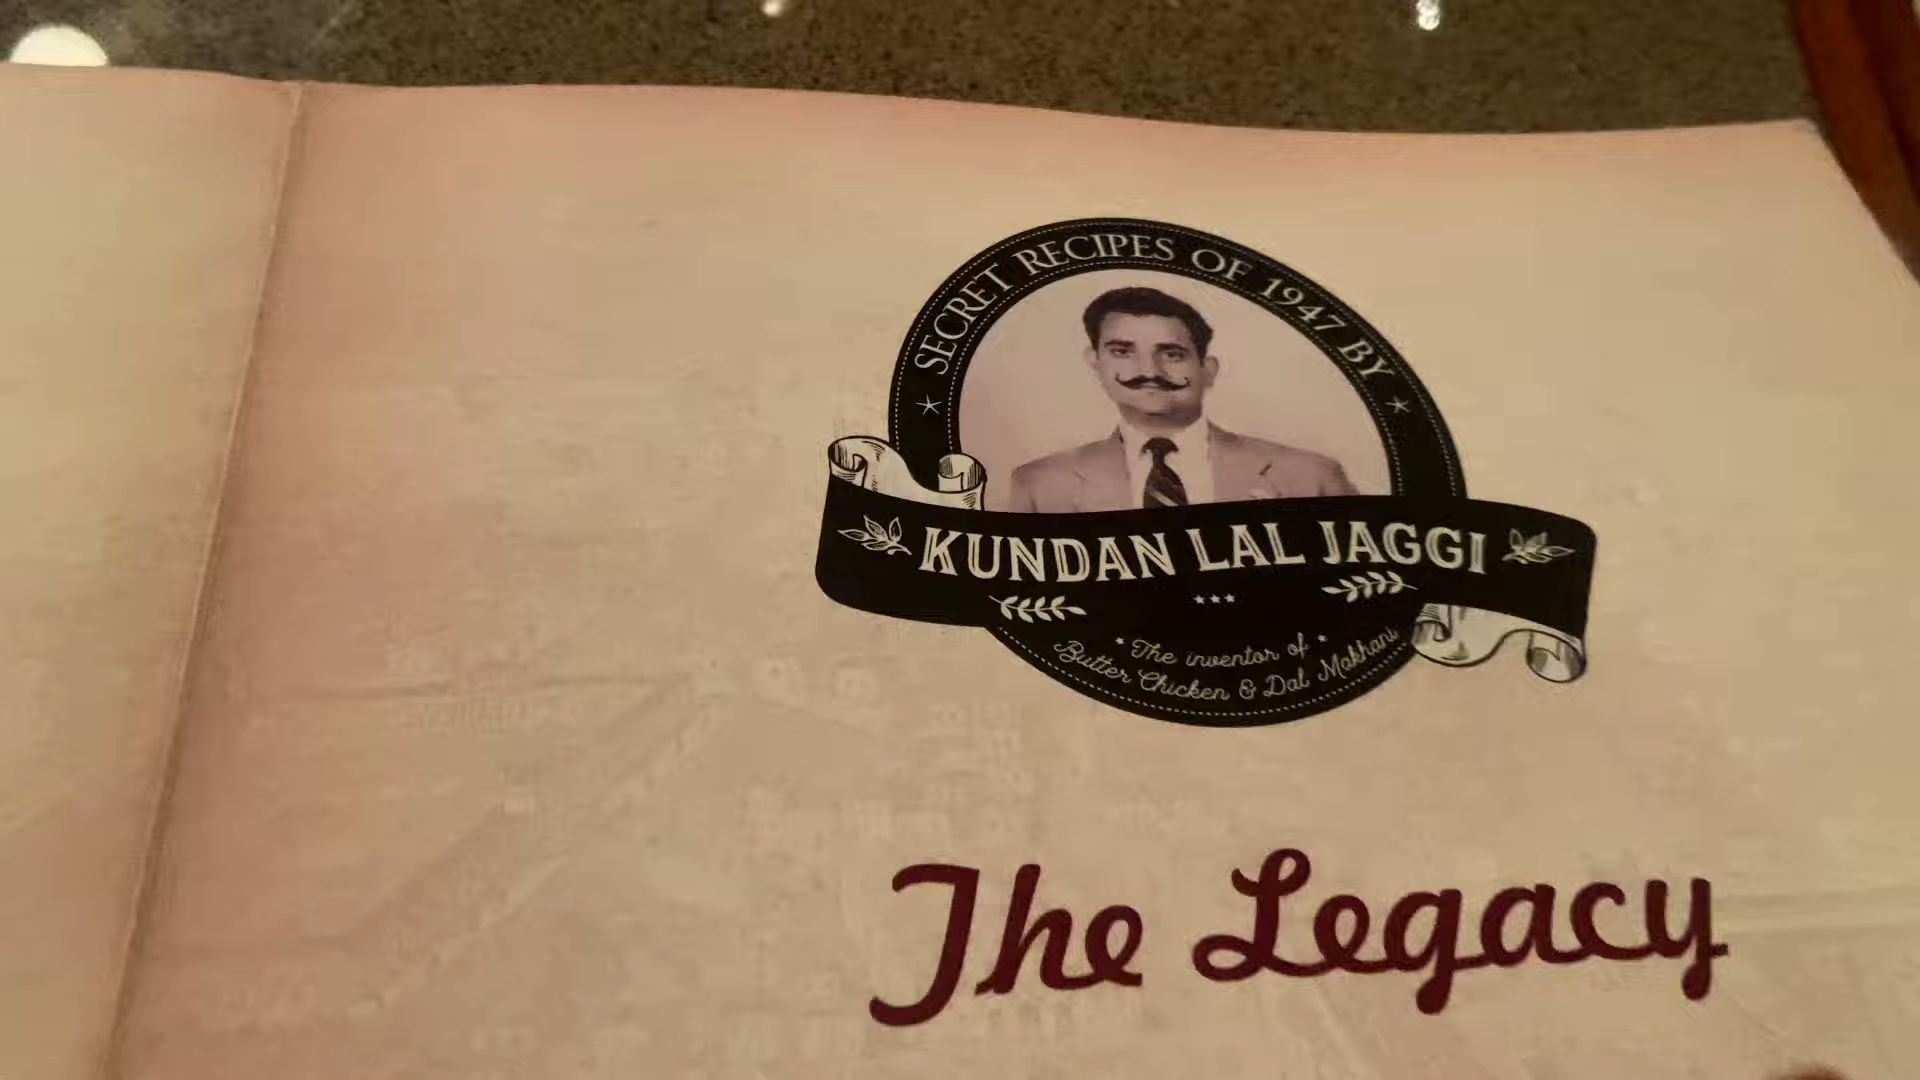 SECRET RECIPES OF 1947 BY
KUNDAN LAL JAGGI
The inventor of
Butter Chicken & Dal Makhani
The Legacy